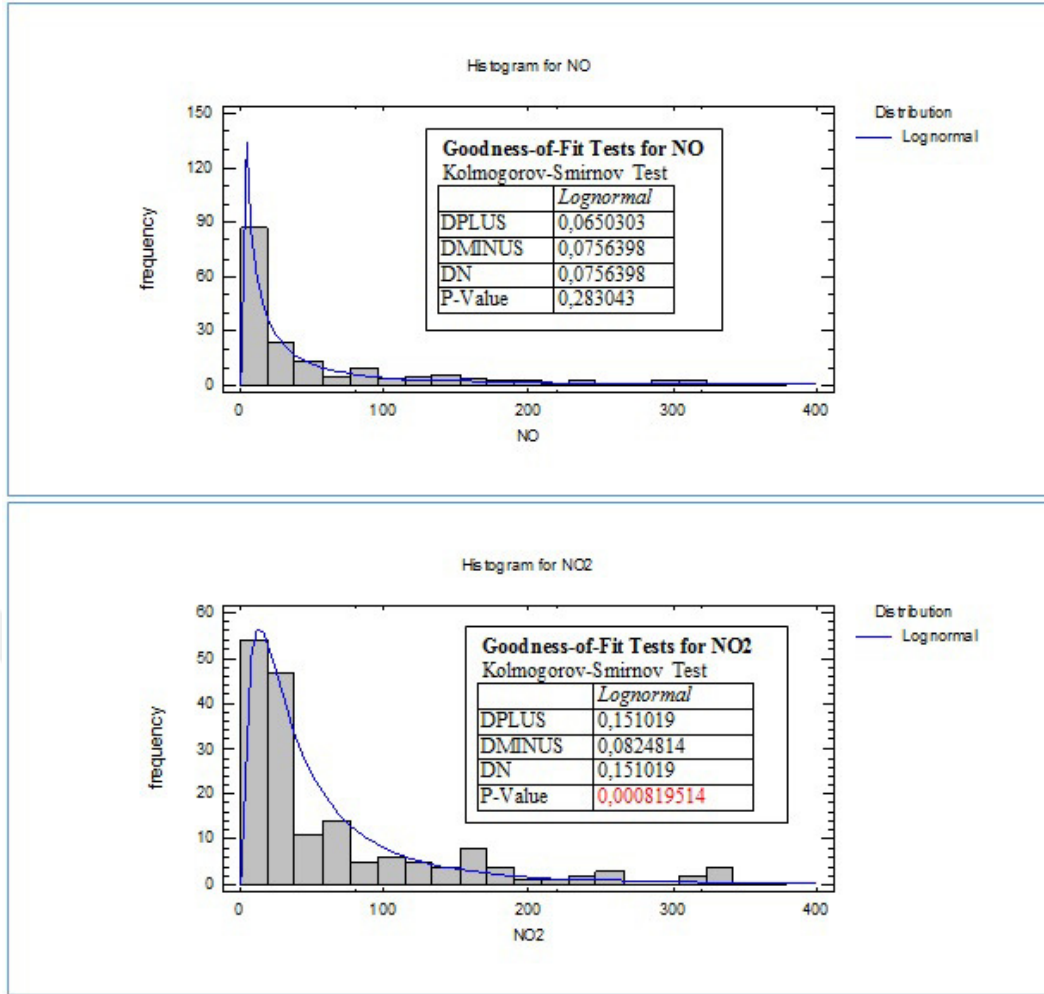 Histogram for NO
Distribution
Lognormal
150
120
90
60
30
0
frequency
Goodness-of-Fit Tests for NO
Kolmogorov-Smirnov Test
Lognormal
DPLUS 0,0650303
DMINUS 0,0756398
DN 0,0756398
P-Value 0,283043
0 100 200 300 400
NO
Histogram for NO2
Distribution
Lognormal
60
50
40
30
20
10
0
frequency
Goodness-of-Fit Tests for NO2
Kolmogorov-Smirnov Test
Lognormal
DPLUS 0,151019
DMINUS 0,0824814
DN 0,151019
P-Value 0,000819514
0 100 200 300 400
NO2